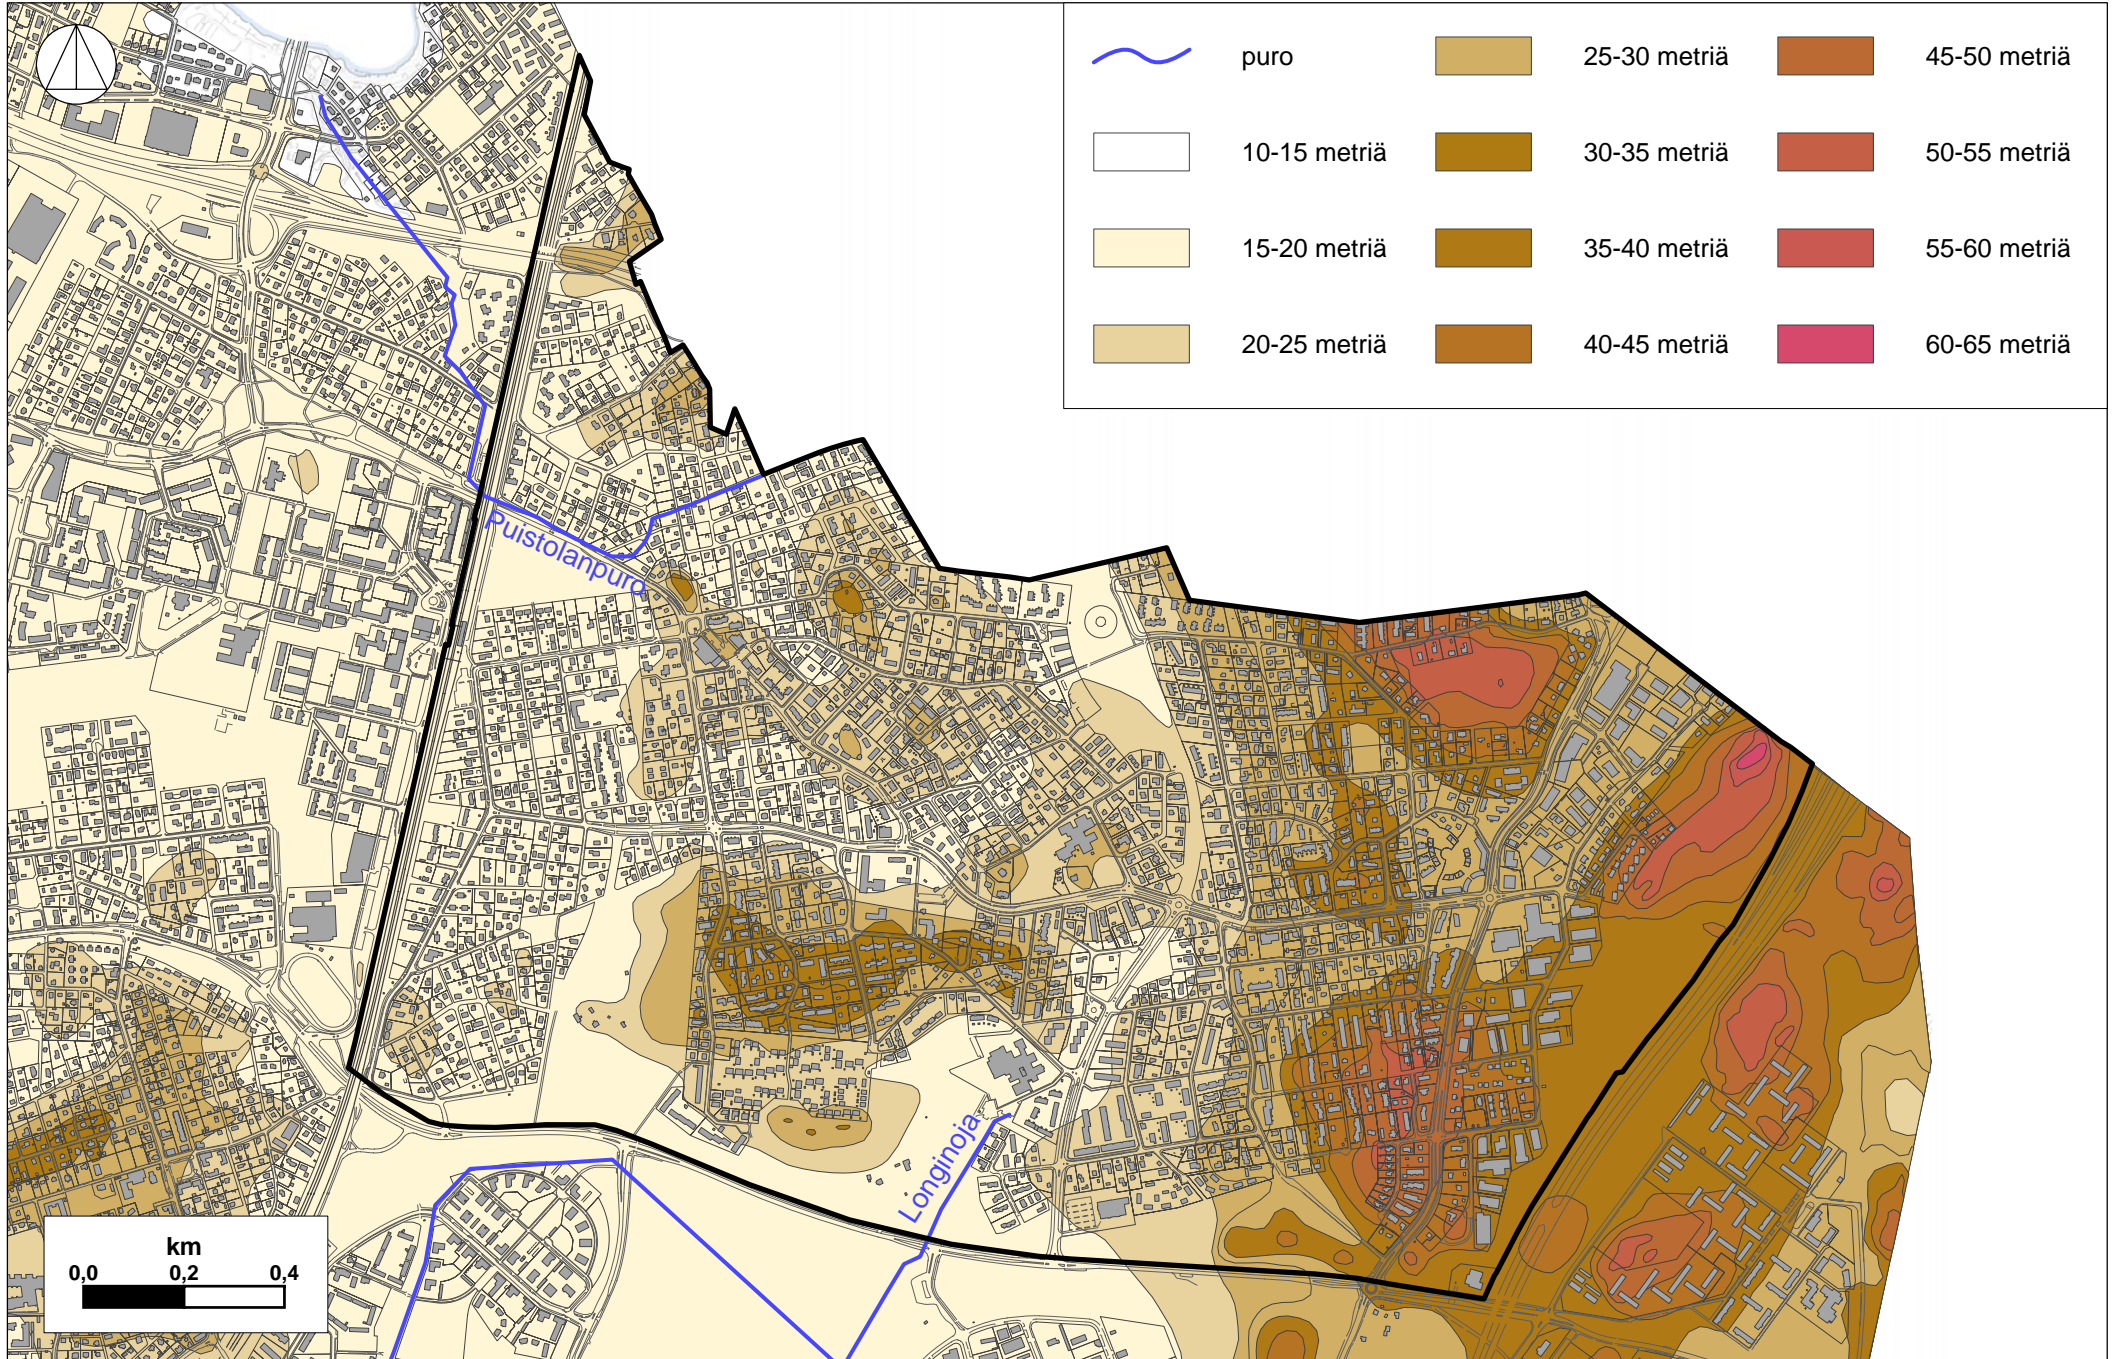 puro
10-15 metriä
15-20 metriä
20-25 metriä
25-30 metriä
30-35 metriä
35-40 metriä
40-45 metriä
45-50 metriä
50-55 metriä
55-60 metriä
60-65 metriä
Puistolanpuro
Longinoja
km
0,0 0,2 0,4